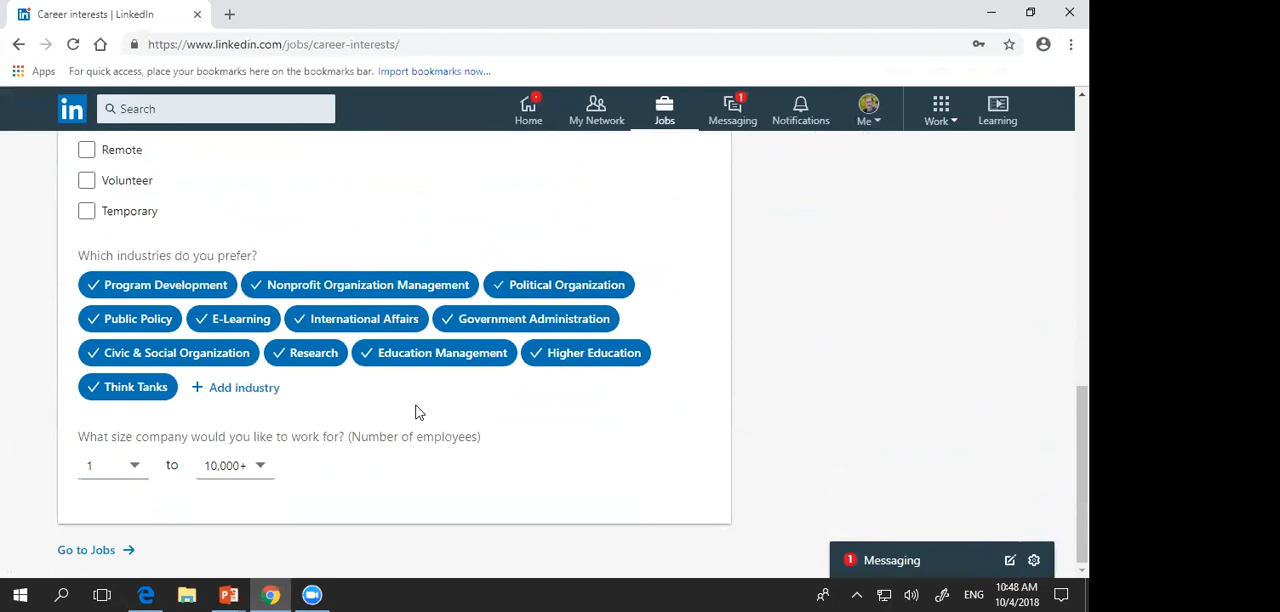 Career interests | LinkedIn
https://www.linkedin.com/jobs/career-interests/
Apps For quick access, place your bookmarks here on the bookmarks bar. Import bookmarks now...
in Search
Home My Network Jobs 1 Messaging Notifications Me Work Learning
Remote
Volunteer
Temporary
Which industries do you prefer?
Program Development Nonprofit Organization Management Political Organization
Public Policy E-Learning International Affairs Government Administration
Civic & Social Organization Research Education Management Higher Education
Think Tanks + Add industry
What size company would you like to work for? (Number of employees)
1 to 10,000+
Go to Jobs →
1 Messaging
ENG 10:48 AM
10/4/2018